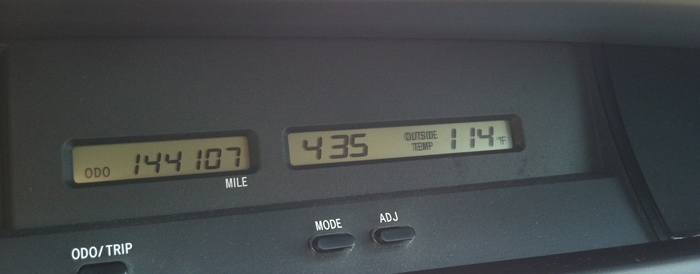 ODO 144107
MILE
435 OUTSIDE TEMP 114°F
MODE ADJ
ODO/TRIP